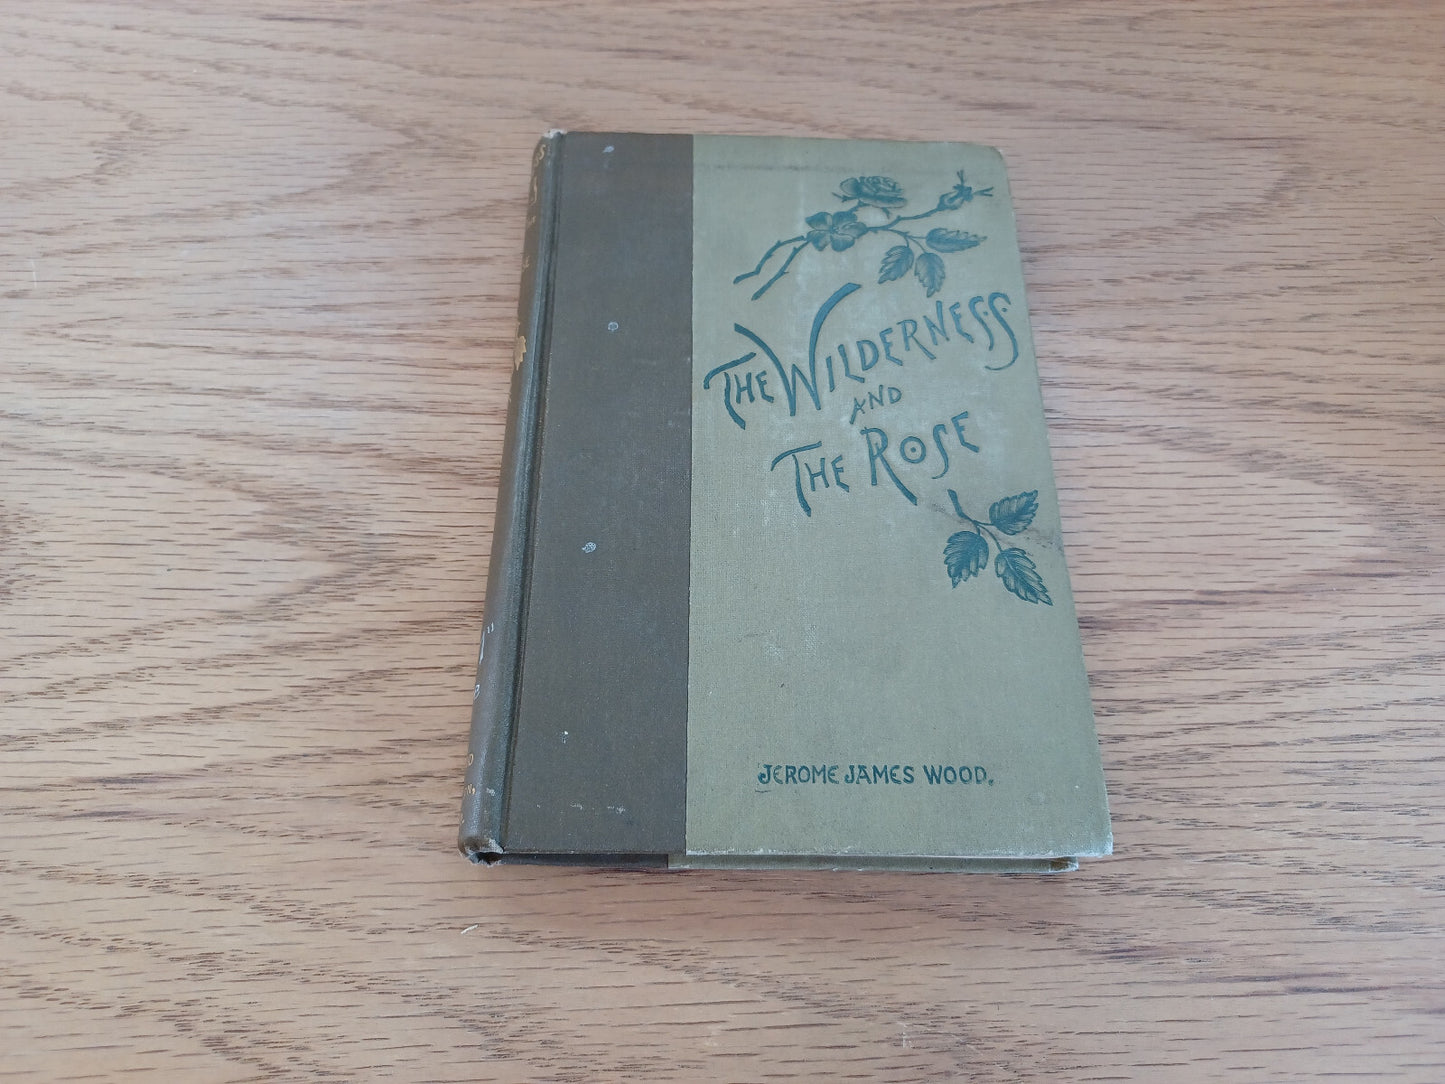 THE WILDERNESS
AND
THE ROSE
JEROME JAMES WOOD.